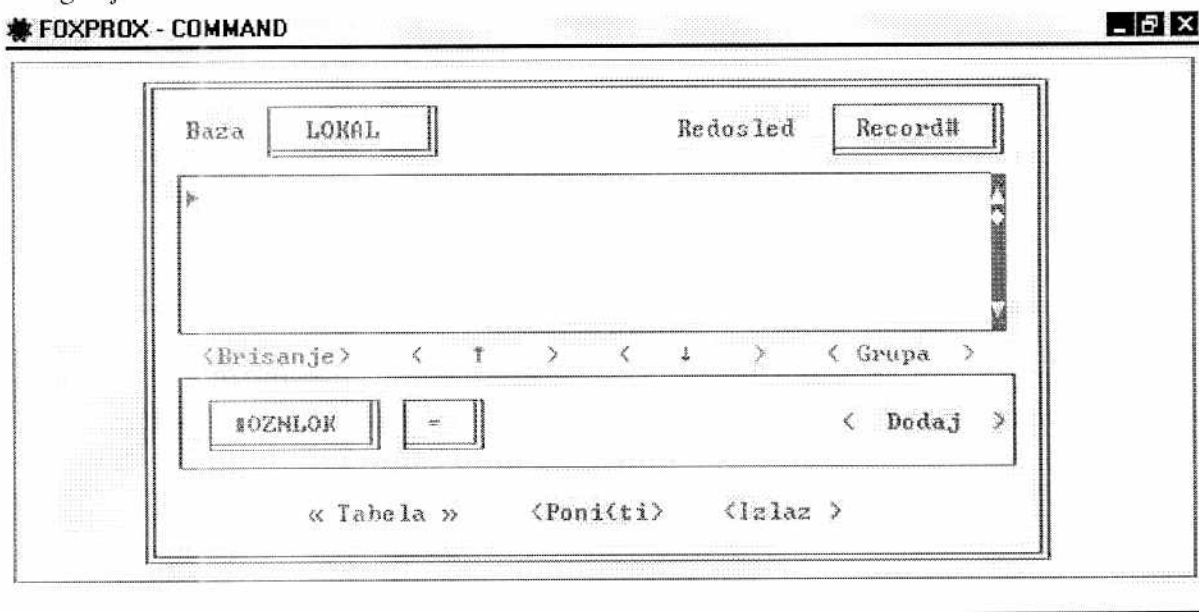 FOXPROX - COMMAND
Baza LOKAL Redosled Record#
<Brisanje> < ↑ > < ↓ > < Grupa >
OZNLOK = < Dodaj >
« Tabela » <Poni(ti> <Izlaz >